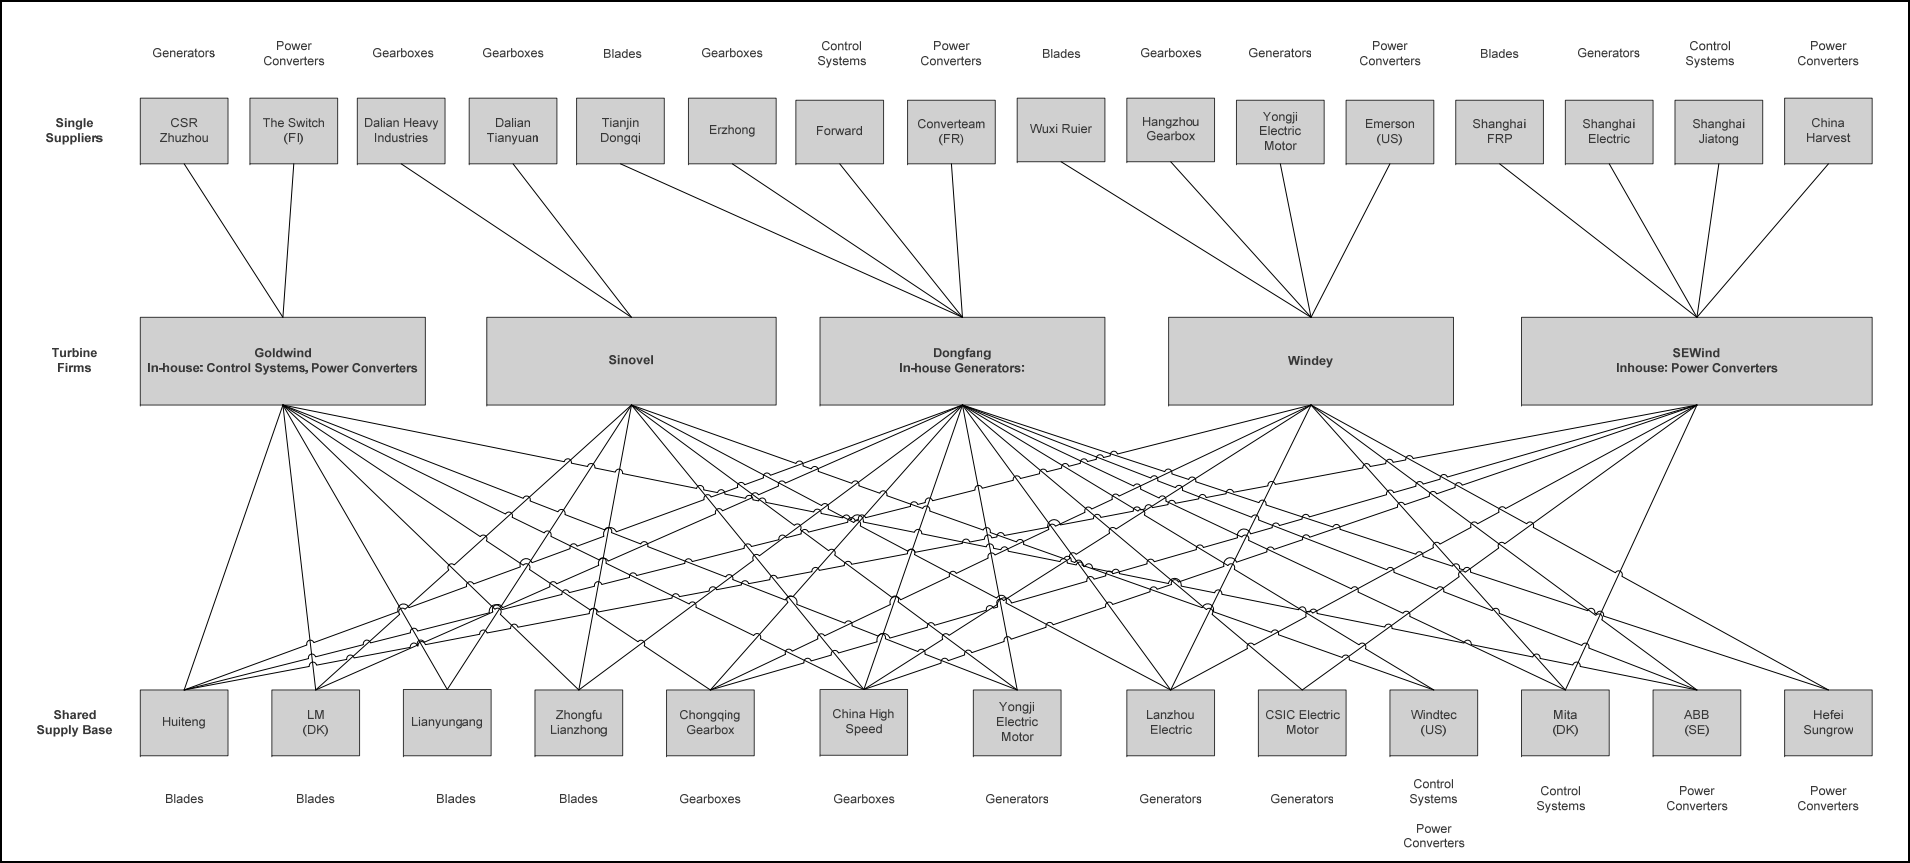 Generators
Power
Converters
Gearboxes
Gearboxes
Blades
Gearboxes
Control
Systems
Power
Converters
Blades
Gearboxes
Generators
Power
Converters
Blades
Generators
Control
Systems
Power
Converters
Single
Suppliers
CSR
Zhuzhou
The Switch
(FI)
Dalian Heavy
Industries
Dalian
Tianyuan
Tianjin
Dongqi
Erzhong
Forward
Converteam
(FR)
Wuxi Ruier
Hangzhou
Gearbox
Yongji
Electric
Motor
Emerson
(US)
Shanghai
FRP
Shanghai
Electric
Shanghai
Jiatong
China
Harvest
Turbine
Firms
Goldwind
In-house: Control Systems, Power Converters
Sinovel
Dongfang
In-house Generators:
Windey
SEWind
Inhouse: Power Converters
Shared
Supply Base
Huiteng
LM
(DK)
Lianyungang
Zhongfu
Lianzhong
Chongqing
Gearbox
China High
Speed
Yongji
Electric
Motor
Lanzhou
Electric
CSIC Electric
Motor
Windtec
(US)
Mita
(DK)
ABB
(SE)
Hefei
Sungrow
Blades
Blades
Blades
Blades
Gearboxes
Gearboxes
Generators
Generators
Generators
Control
Systems
Power
Converters
Control
Systems
Power
Converters
Power
Converters